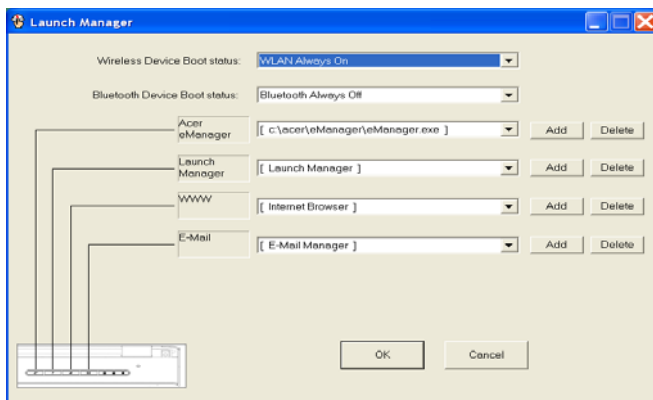 Launch Manager
Wireless Device Boot status: WLAN Always On
Bluetooth Device Boot status: Bluetooth Always Off
Acer eManager [ c:\acer\eManager\eManager.exe ] Add Delete
Launch Manager [ Launch Manager ] Add Delete
WWW [ Internet Browser ] Add Delete
E-Mail [ E-Mail Manager ] Add Delete
OK Cancel